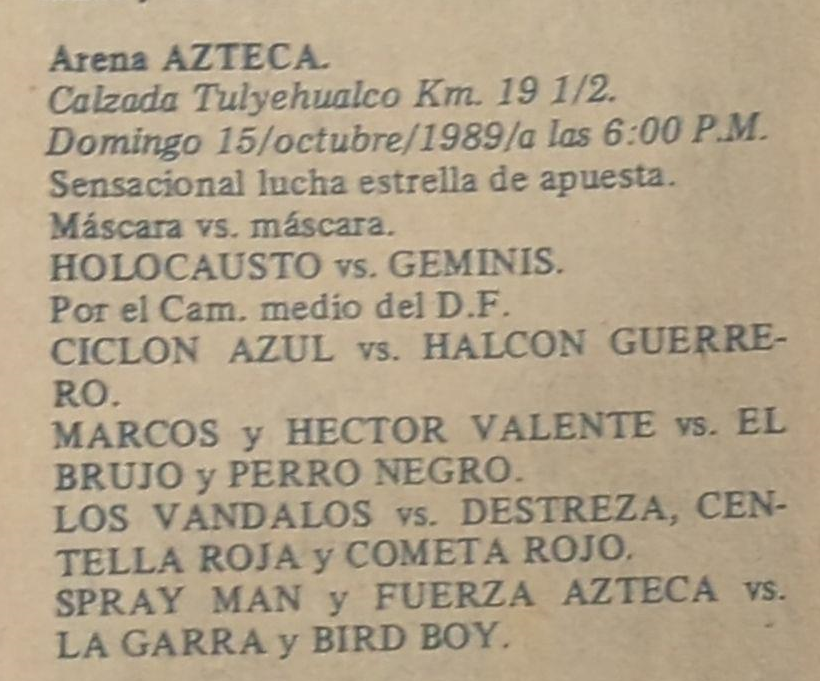 Arena AZTECA.
Calzada Tulyehualco Km. 19 1/2.
Domingo 15/octubre/1989/a las 6:00 P.M.
Sensacional lucha estrella de apuesta.
Máscara vs. máscara.
HOLOCAUSTO vs. GEMINIS.
Por el Cam. medio del D.F.
CICLON AZUL vs. HALCON GUERRE-
RO.
MARCOS y HECTOR VALENTE vs. EL
BRUJO y PERRO NEGRO.
LOS VANDALOS vs. DESTREZA, CEN-
TELLA ROJA y COMETA ROJO.
SPRAY MAN y FUERZA AZTECA vs.
LA GARRA y BIRD BOY.